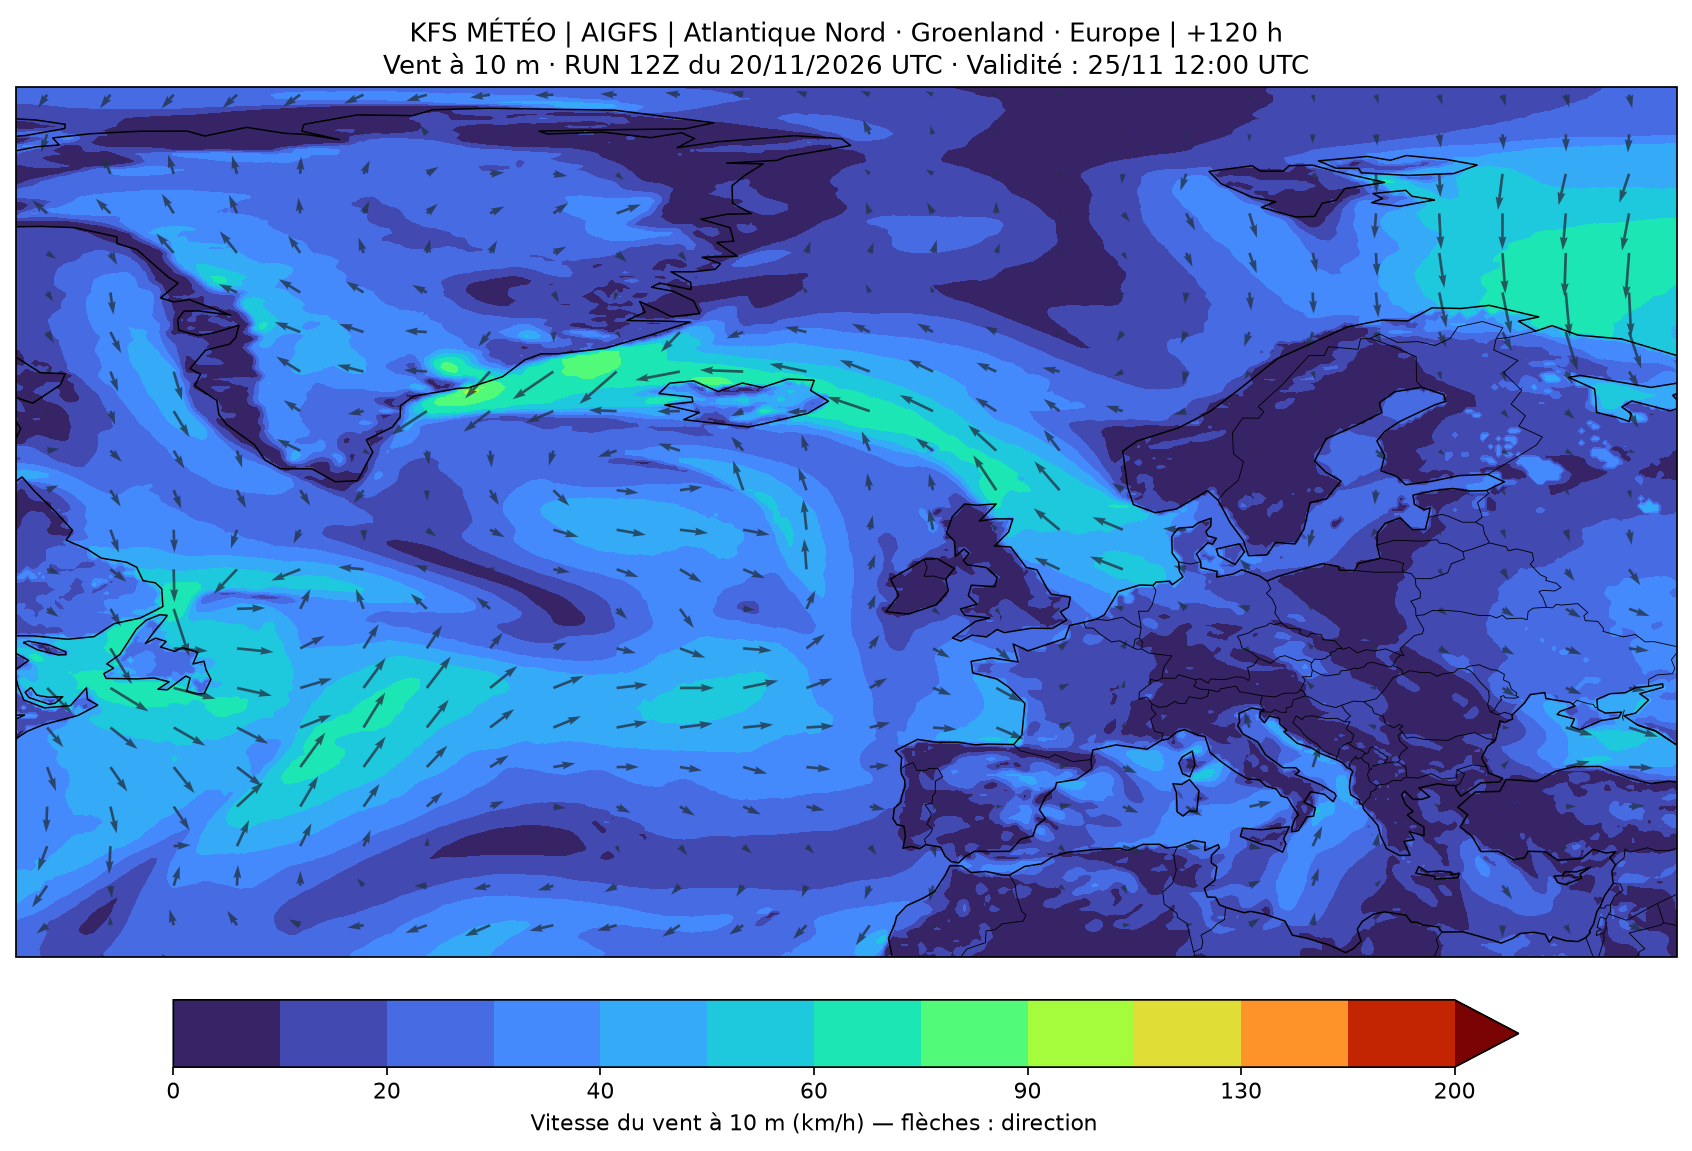 KFS MÉTÉO | AIGFS | Atlantique Nord · Groenland · Europe | +120 h
Vent à 10 m · RUN 12Z du 20/11/2026 UTC · Validité : 25/11 12:00 UTC
0 20 40 60 90 130 200
Vitesse du vent à 10 m (km/h) — flèches : direction